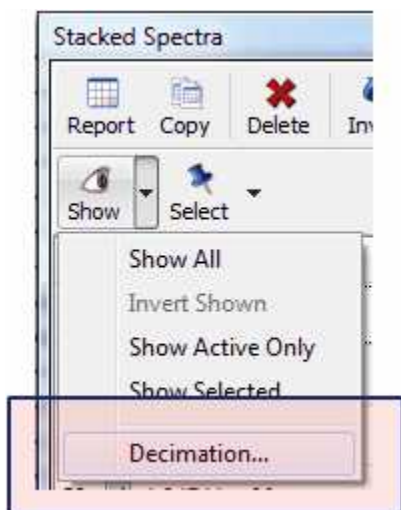 Stacked Spectra
Report Copy Delete
Show Select
Show All
Invert Shown
Show Active Only
Show Selected
Decimation...